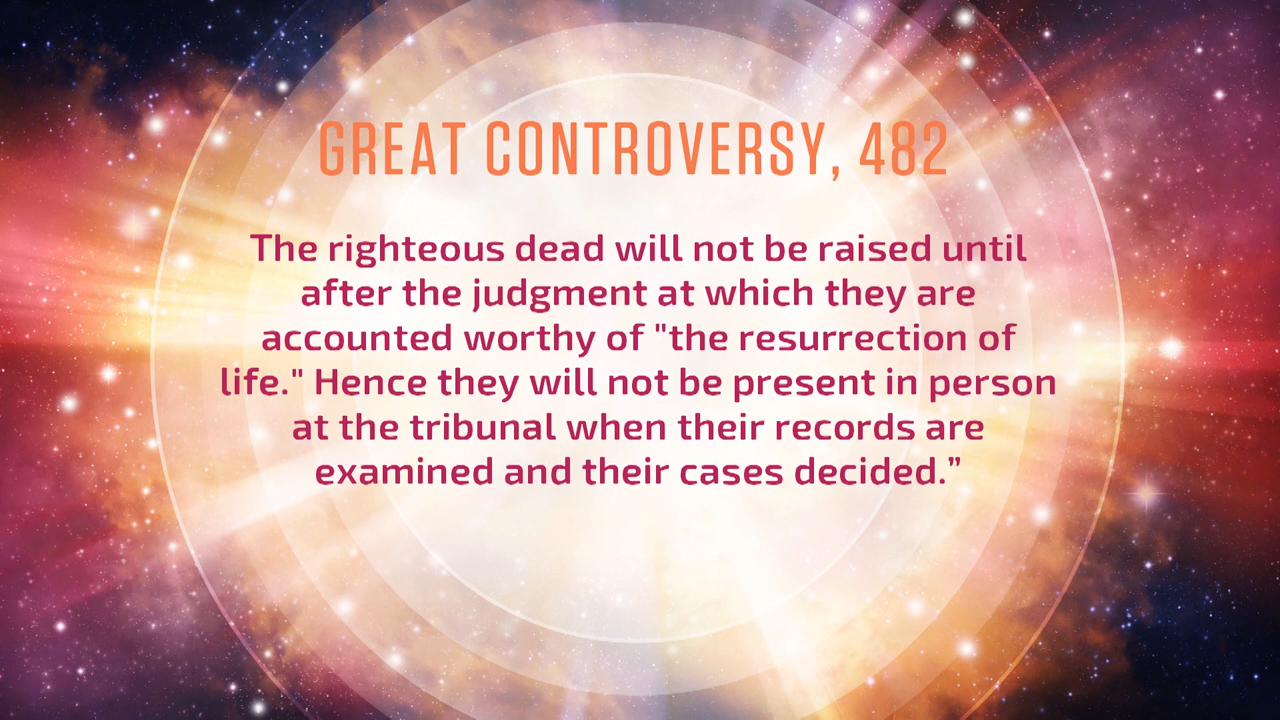 GREAT CONTROVERSY, 482
The righteous dead will not be raised until
after the judgment at which they are
accounted worthy of "the resurrection of
life." Hence they will not be present in person
at the tribunal when their records are
examined and their cases decided.”